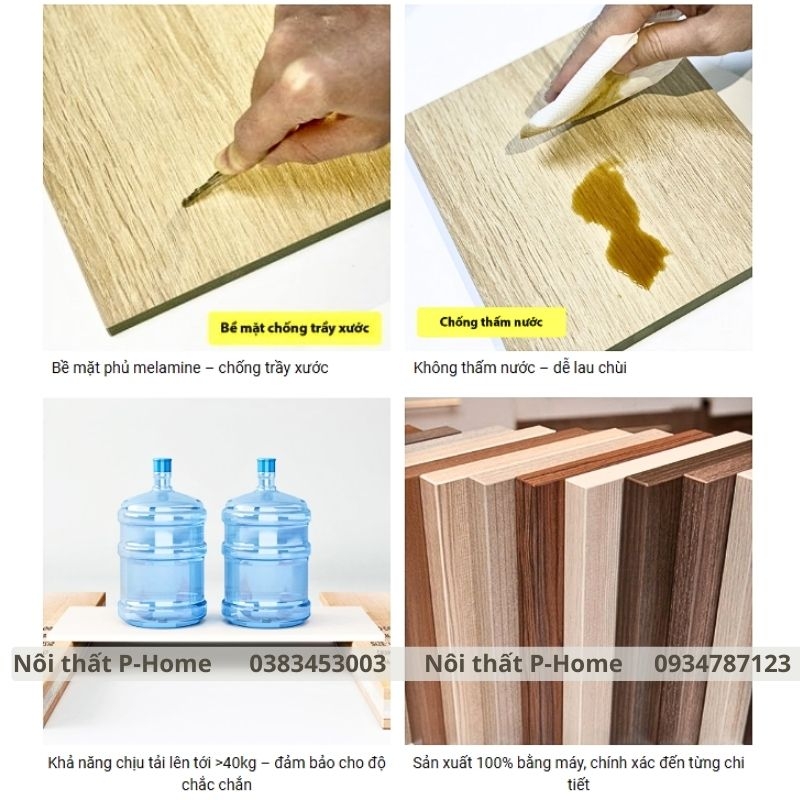 Bề mặt chống trầy xước
Chống thấm nước
Bề mặt phủ melamine – chống trầy xước
Không thấm nước – dễ lau chùi
Nôi thất P-Home 0383453003
Nôi thất P-Home 0934787123
Khả năng chịu tải lên tới >40kg – đảm bảo cho độ
chắc chắn
Sản xuất 100% bằng máy, chính xác đến từng chi
tiết